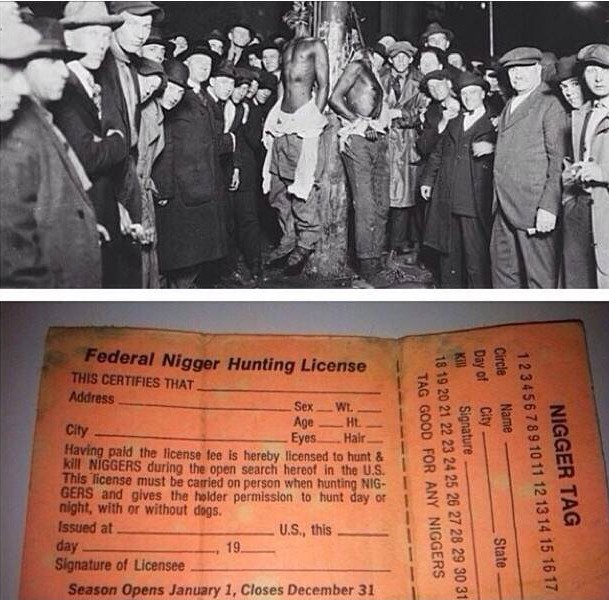 Federal Nigger Hunting License
THIS CERTIFIES THAT
Address
Sex Wt.
Age Ht.
City
Eyes Hair
Having paid the license fee is hereby licensed to hunt &
kill NIGGERS during the open search hereof in the U.S.
This license must be carried on person when hunting NIG-
GERS and gives the holder permission to hunt day or
night, with or without dogs.
Issued at U.S., this
day , 19
Signature of Licensee
Season Opens January 1, Closes December 31
NIGGER TAG
1 2 3 4 5 6 7 8 9 10 11 12 13 14 15 16 17
Circle Name
Day of City State
Kill Signature
18 19 20 21 22 23 24 25 26 27 28 29 30 31
TAG GOOD FOR ANY NIGGERS